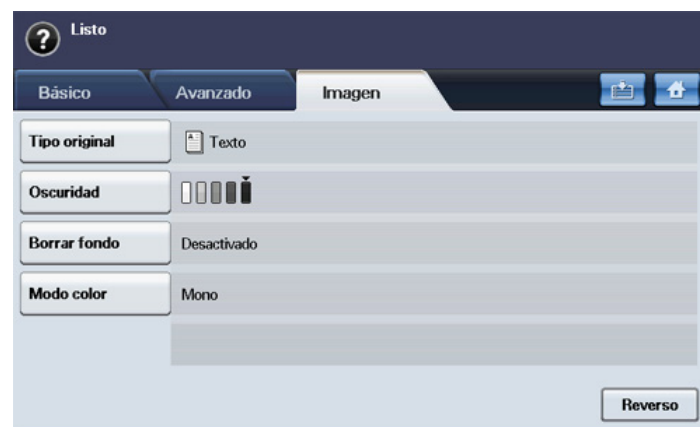 Listo
Básico Avanzado Imagen
Tipo original Texto
Oscuridad
Borrar fondo Desactivado
Modo color Mono
Reverso